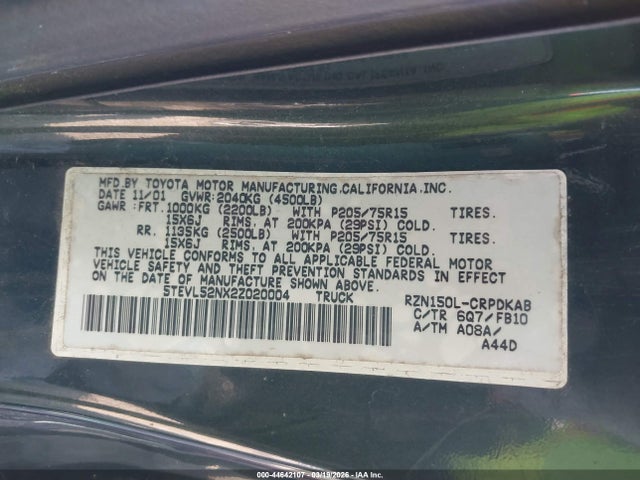 MFD.BY TOYOTA MOTOR MANUFACTURING,CALIFORNIA,INC.
DATE 11/01 GVWR:2040KG (4500LB)
GAWR: FRT. 1000KG (2200LB) WITH P205/75R15 TIRES.
15X6J RIMS. AT 200KPA (29PSI) COLD.
RR. 1135KG (2500LB) WITH P205/75R15 TIRES.
15X6J RIMS. AT 200KPA (29PSI) COLD.
THIS VEHICLE CONFORMS TO ALL APPLICABLE FEDERAL MOTOR
VEHICLE SAFETY AND THEFT PREVENTION STANDARDS IN EFFECT
ON THE DATE OF MANUFACTURE SHOWN ABOVE.
5TEVL52NX2Z020004 TRUCK RZN150L-CRPDKAB
C/TR 6Q7/FB10
A/TM A08A/
A44D
000-44642107 - 03/19/2026 - COPYRIGHT IAA